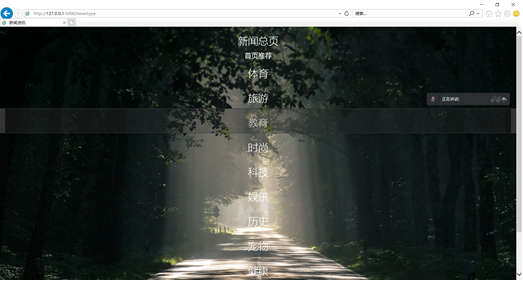 http://127.0.0.1:5000/newstype
搜索...
新闻资讯
新闻总页
首页推荐
体育
旅游
正在讲话:
教育
时尚
科技
娱乐
历史
宠物
健康